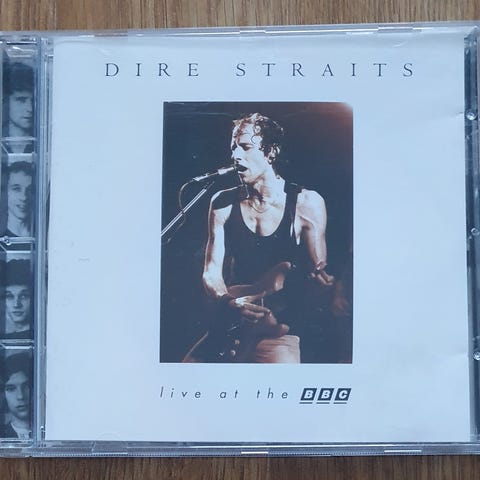 DIRE STRAITS
live at the BBC